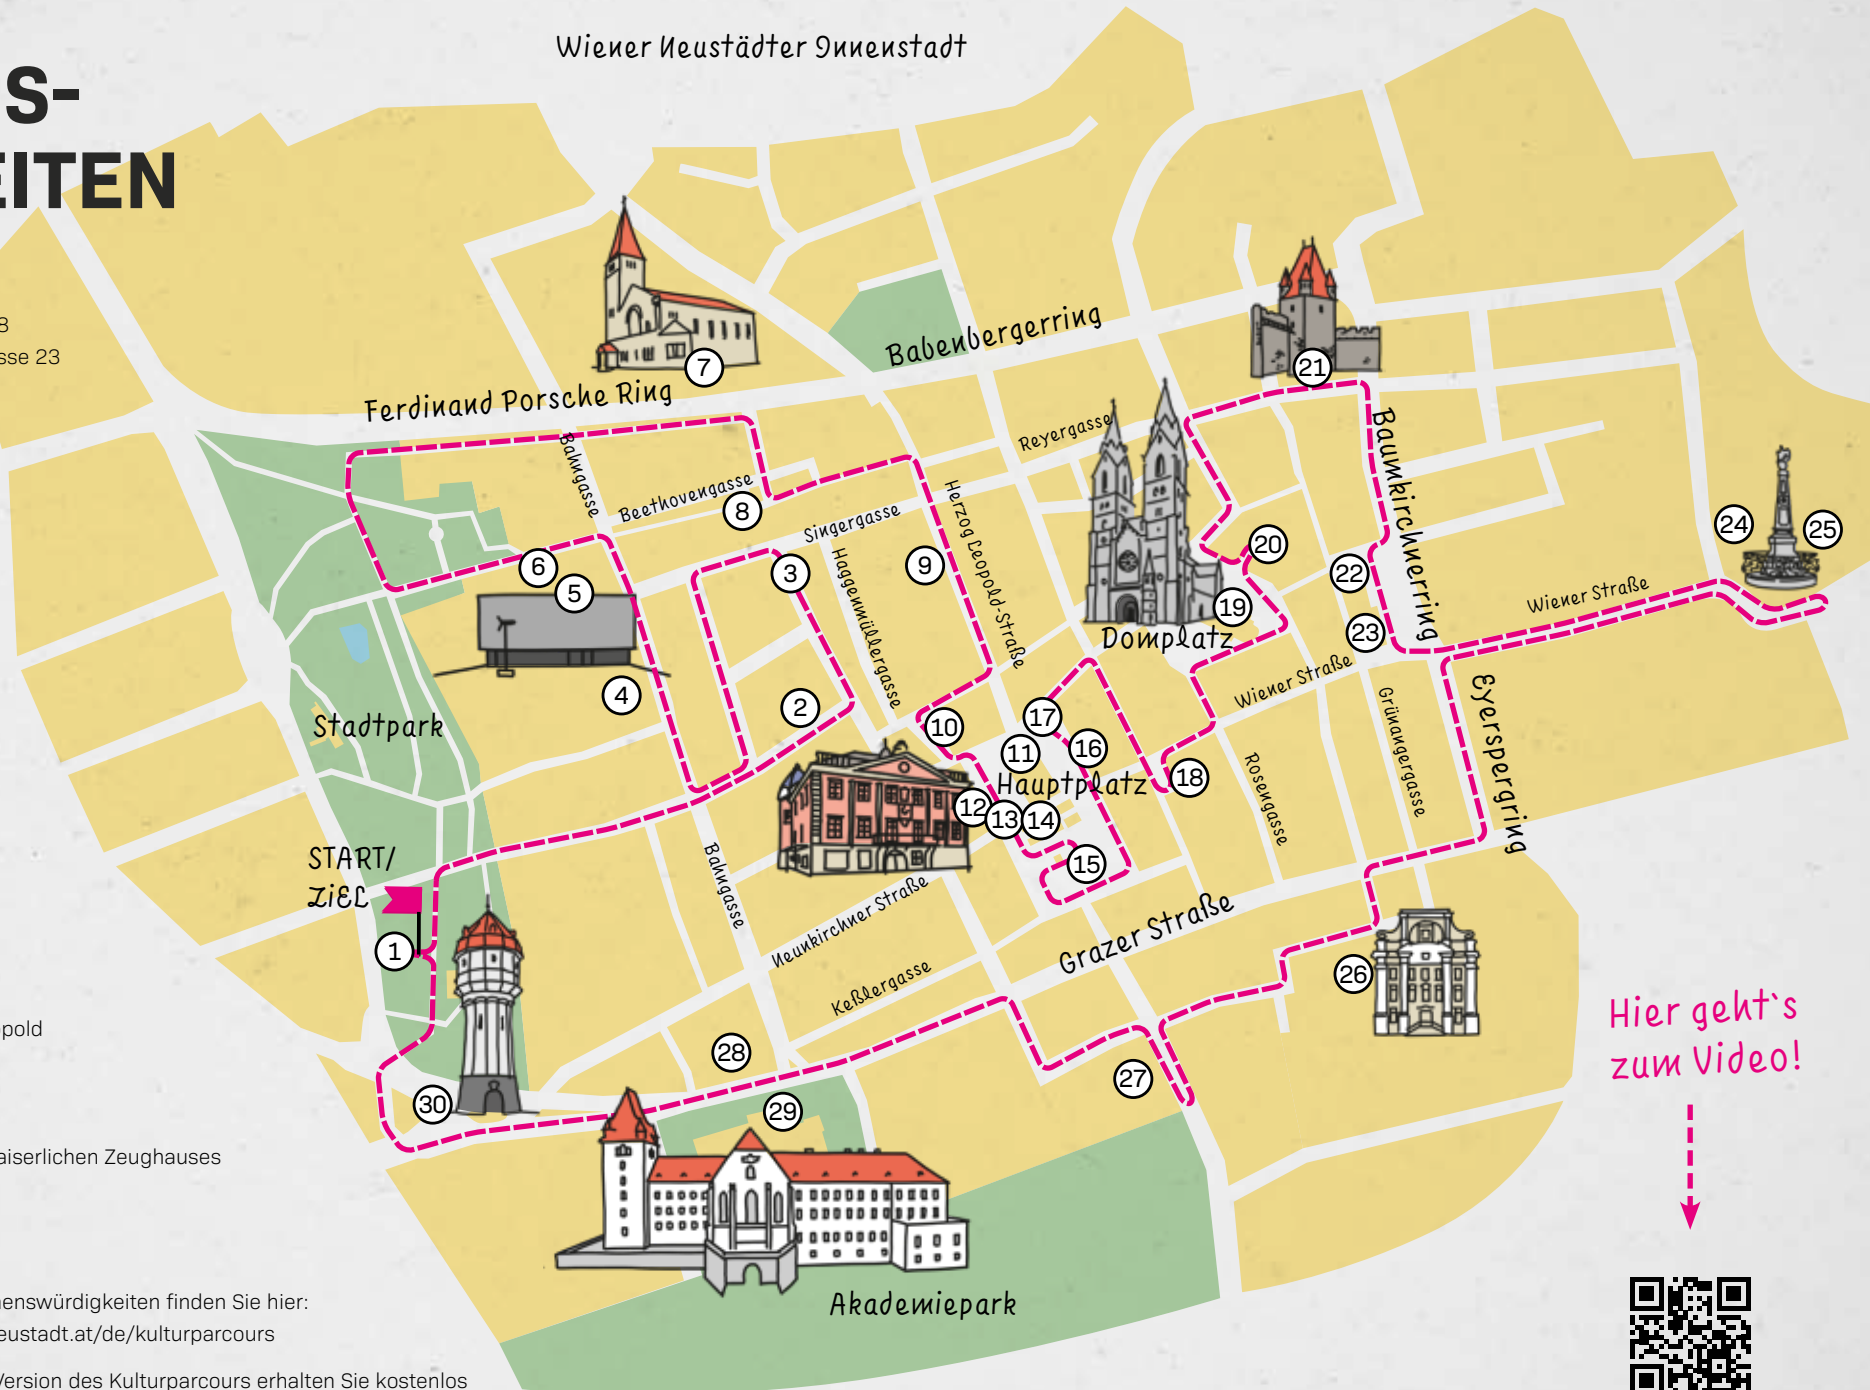 Wiener Neustädter Innenstadt
S-
EITEN
8
sse 23
7
Babenbergerring
21
Ferdinand Porsche Ring
Reyergasse
Bahngasse
Beethovengasse
8
Singergasse
Herzog Leopold-Straße
Baumkirchnerring
24
25
6
5
3
Haggenmüllergasse
9
20
22
19
Domplatz
23
Wiener Straße
4
2
Stadtpark
10
17
11
16
Hauptplatz
18
12
13
14
15
Wiener Straße
Rosengasse
Grünangergasse
Eyerspergring
START/
ZiEL
1
Bahngasse
Neunkirchner Straße
Keßlergasse
Grazer Straße
26
28
27
29
30
pold
aiserlichen Zeughauses
Akademiepark
Hier geht`s
zum Video!
enswürdigkeiten finden Sie hier:
eustadt.at/de/kulturparcours
Version des Kulturparcours erhalten Sie kostenlos